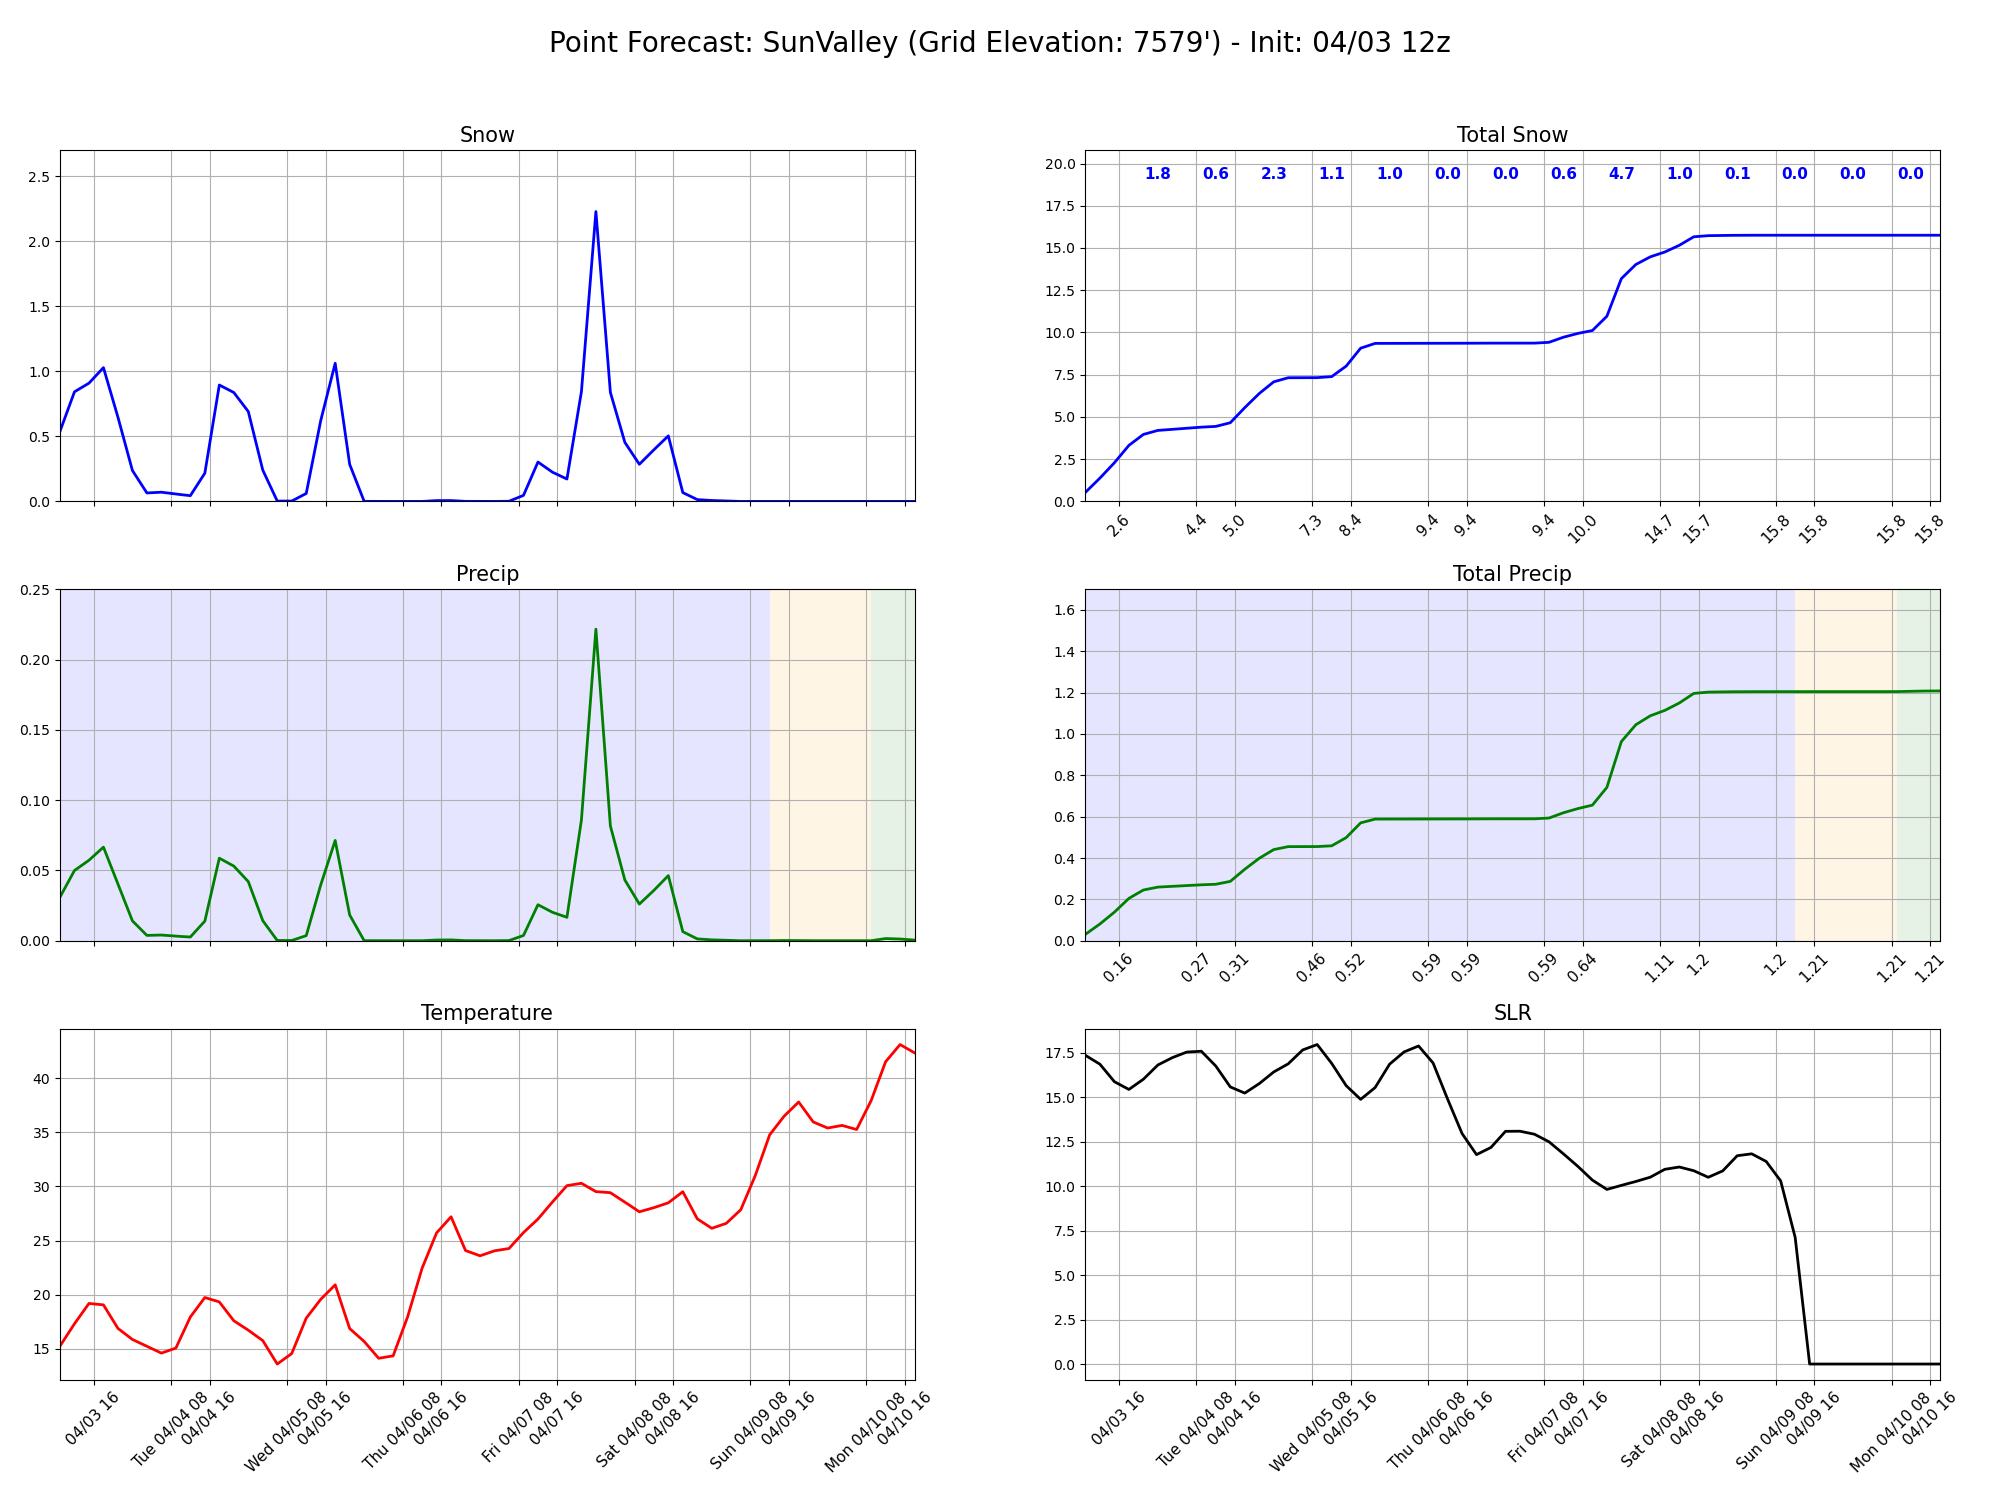 Point Forecast: SunValley (Grid Elevation: 7579') - Init: 04/03 12z
Snow
2.5
2.0
1.5
1.0
0.5
0.0
Total Snow
20.0
17.5
15.0
12.5
10.0
7.5
5.0
2.5
0.0
1.8 0.6 2.3 1.1 1.0 0.0 0.0 0.6 4.7 1.0 0.1 0.0 0.0 0.0
2.6 4.4 5.0 7.3 8.4 9.4 9.4 9.4 10.0 14.7 15.7 15.8 15.8 15.8 15.8
Precip
0.25
0.20
0.15
0.10
0.05
0.00
Total Precip
1.6
1.4
1.2
1.0
0.8
0.6
0.4
0.2
0.0
0.16 0.27 0.31 0.46 0.52 0.59 0.59 0.59 0.64 1.11 1.2 1.2 1.21 1.21 1.21
Temperature
40
35
30
25
20
15
04/03 16
Tue 04/04 08
04/04 16
Wed 04/05 08
04/05 16
Thu 04/06 08
04/06 16
Fri 04/07 08
04/07 16
Sat 04/08 08
04/08 16
Sun 04/09 08
04/09 16
Mon 04/10 08
04/10 16
SLR
17.5
15.0
12.5
10.0
7.5
5.0
2.5
0.0
04/03 16
Tue 04/04 08
04/04 16
Wed 04/05 08
04/05 16
Thu 04/06 08
04/06 16
Fri 04/07 08
04/07 16
Sat 04/08 08
04/08 16
Sun 04/09 08
04/09 16
Mon 04/10 08
04/10 16